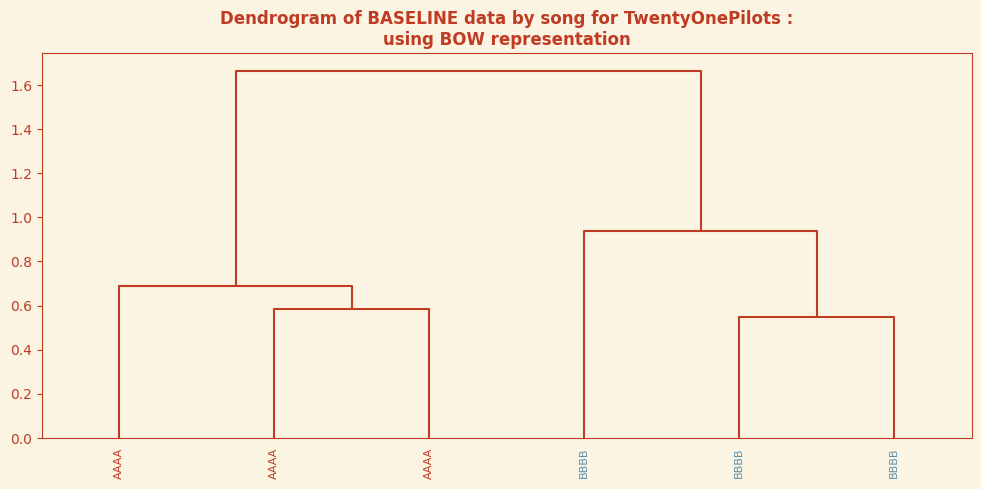 Dendrogram of BASELINE data by song for TwentyOnePilots :
using BOW representation
1.6
1.4
1.2
1.0
0.8
0.6
0.4
0.2
0.0
AAAA
AAAA
AAAA
BBBB
BBBB
BBBB